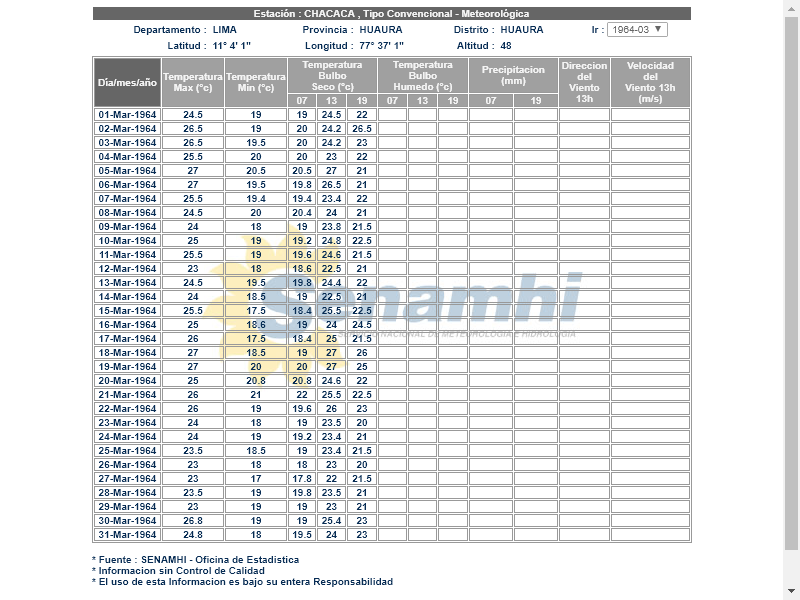 Estación : CHACACA , Tipo Convencional - Meteorológica
Departamento : LIMA Provincia : HUAURA Distrito : HUAURA Ir : 1964-03
Latitud : 11° 4' 1" Longitud : 77° 37' 1" Altitud : 48
Día/mes/año Temperatura Max (°c) Temperatura Min (°c) Temperatura Bulbo Seco (°c) Temperatura Bulbo Humedo (°c) Precipitacion (mm) Direccion del Viento 13h Velocidad del Viento 13h (m/s)
07 13 19 07 13 19 07 19
01-Mar-1964 24.5 19 19 24.5 22
02-Mar-1964 26.5 19 20 24.2 26.5
03-Mar-1964 26.5 19.5 20 24.2 23
04-Mar-1964 25.5 20 20 23 22
05-Mar-1964 27 20.5 20.5 27 21
06-Mar-1964 27 19.5 19.8 26.5 21
07-Mar-1964 25.5 19.4 19.4 23.4 22
08-Mar-1964 24.5 20 20.4 24 21
09-Mar-1964 24 18 19 23.8 21.5
10-Mar-1964 25 19 19.2 24.8 22.5
11-Mar-1964 25.5 19 19.6 24.6 21.5
12-Mar-1964 23 18 18.6 22.5 21
13-Mar-1964 24.5 19.5 19.8 24.4 22
14-Mar-1964 24 18.5 19 22.5 21
15-Mar-1964 25.5 17.5 18.4 25.5 22.5
16-Mar-1964 25 18.6 19 24 24.5
17-Mar-1964 26 17.5 18.4 25 21.5
18-Mar-1964 27 18.5 19 27 26
19-Mar-1964 27 20 20 27 25
20-Mar-1964 25 20.8 20.8 24.6 22
21-Mar-1964 26 21 22 25.5 22.5
22-Mar-1964 26 19 19.6 26 23
23-Mar-1964 24 18 19 23.5 20
24-Mar-1964 24 19 19.2 23.4 21
25-Mar-1964 23.5 18.5 19 23.4 21.5
26-Mar-1964 23 18 18 23 20
27-Mar-1964 23 17 17.8 22 21.5
28-Mar-1964 23.5 19 19.8 23.5 21
29-Mar-1964 23 19 19 23 21
30-Mar-1964 26.8 19 19 25.4 23
31-Mar-1964 24.8 18 19.5 24 23
Senamhi
SERVICIO NACIONAL DE METEOROLOGIA E HIDROLOGIA
* Fuente : SENAMHI - Oficina de Estadistica
* Informacion sin Control de Calidad
* El uso de esta Informacion es bajo su entera Responsabilidad